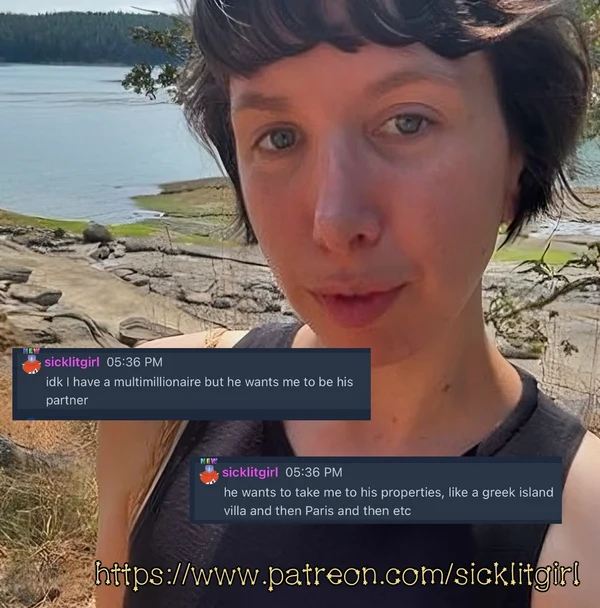 NEW
sicklitgirl 05:36 PM
idk I have a multimillionaire but he wants me to be his
partner
NEW
sicklitgirl 05:36 PM
he wants to take me to his properties, like a greek island
villa and then Paris and then etc
https://www.patreon.com/sicklitgirl